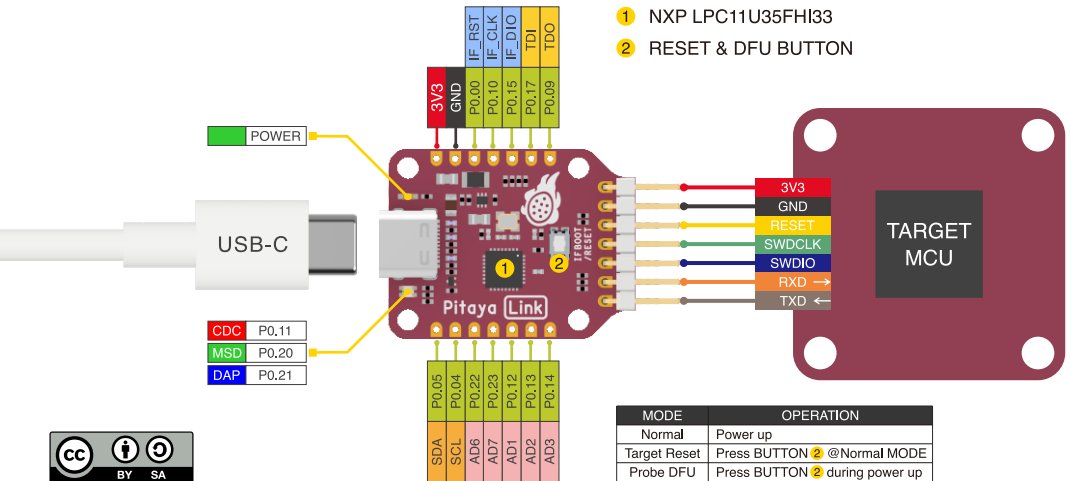 1 NXP LPC11U35FHI33
2 RESET & DFU BUTTON
IF_RST
IF_CLK
IF_DIO
TDI
TDO
3V3
GND
P0.00
P0.10
P0.15
P0.17
P0.09
POWER
USB-C
IFBOOT
/RESET
1
2
Pitaya Link
3V3
GND
RESET
SWDCLK
SWDIO
RXD →
TXD ←
TARGET
MCU
CDC P0.11
MSD P0.20
DAP P0.21
P0.05
P0.04
P0.22
P0.23
P0.12
P0.13
P0.14
SDA
SCL
AD6
AD7
AD1
AD2
AD3
MODE OPERATION
Normal Power up
Target Reset Press BUTTON 2 @Normal MODE
Probe DFU Press BUTTON 2 during power up
cc
BY SA